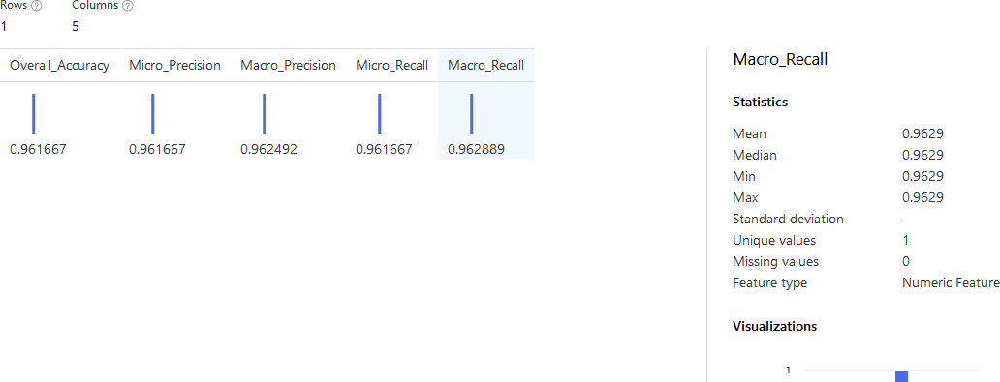 Rows Columns
1 5
Overall_Accuracy Micro_Precision Macro_Precision Micro_Recall Macro_Recall
0.961667 0.961667 0.962492 0.961667 0.962889
Macro_Recall
Statistics
Mean 0.9629
Median 0.9629
Min 0.9629
Max 0.9629
Standard deviation -
Unique values 1
Missing values 0
Feature type Numeric Feature
Visualizations
1